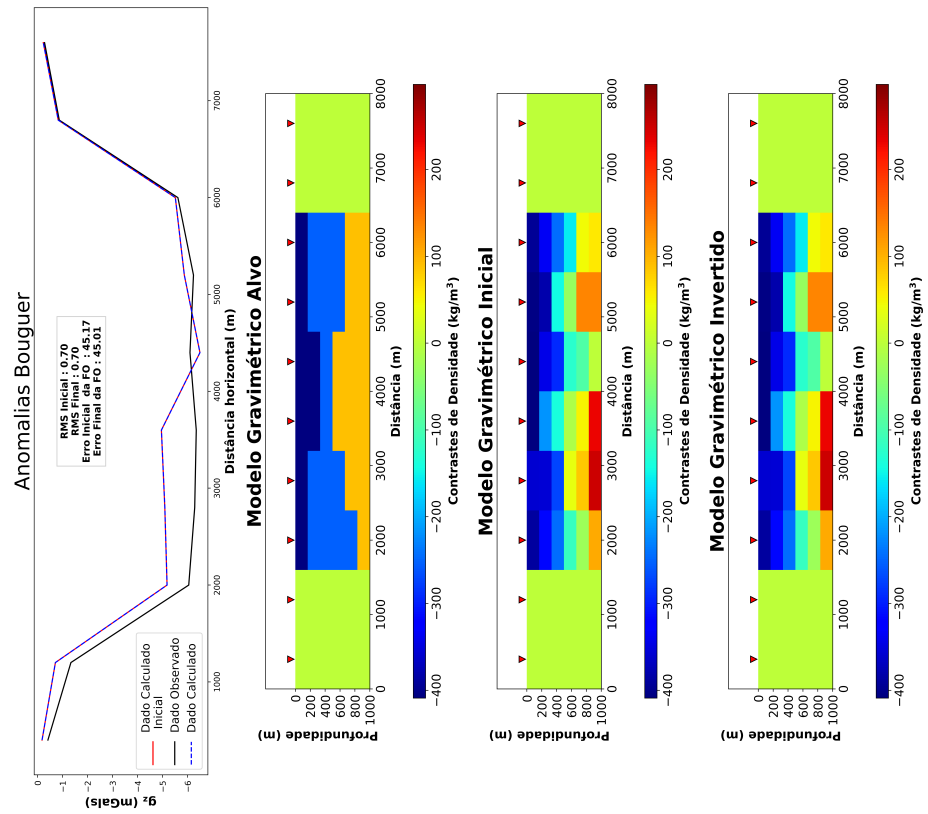 Anomalias Bouguer
RMS Inicial : 0.70
RMS Final : 0.70
Erro Inicial da FO : 45.17
Erro Final da FO : 45.01
Dado Calculado
Inicial
Dado Observado
Dado Calculado
0
−1
−2
−3
−4
−5
−6
g_z (mGals)
1000 2000 3000 4000 5000 6000 7000
Distância horizontal (m)
Modelo Gravimétrico Alvo
0
200
400
600
800
1000
Profundidade (m)
0 1000 2000 3000 4000 5000 6000 7000 8000
Distância (m)
−400 −300 −200 −100 0 100 200
Contrastes de Densidade (kg/m³)
Modelo Gravimétrico Inicial
0
200
400
600
800
1000
Profundidade (m)
0 1000 2000 3000 4000 5000 6000 7000 8000
Distância (m)
−400 −300 −200 −100 0 100 200
Contrastes de Densidade (kg/m³)
Modelo Gravimétrico Invertido
0
200
400
600
800
1000
Profundidade (m)
0 1000 2000 3000 4000 5000 6000 7000 8000
Distância (m)
−400 −300 −200 −100 0 100 200
Contrastes de Densidade (kg/m³)